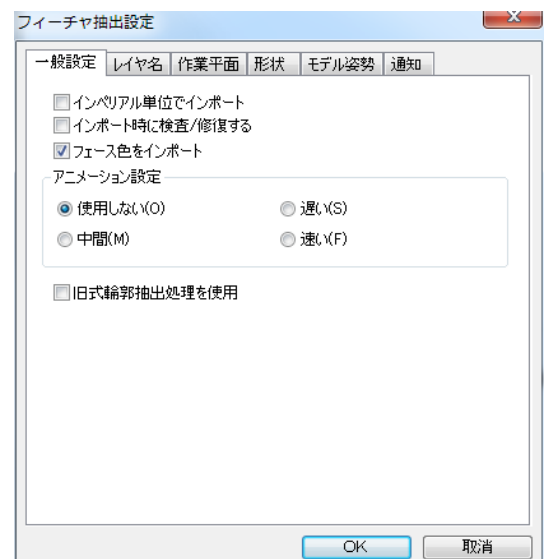 フィーチャ抽出設定
一般設定 レイヤ名 作業平面 形状 モデル姿勢 通知
インペリアル単位でインポート
インポート時に検査/修復する
フェース色をインポート
アニメーション設定
使用しない(O) 遅い(S)
中間(M) 速い(F)
旧式輪郭抽出処理を使用
OK 取消